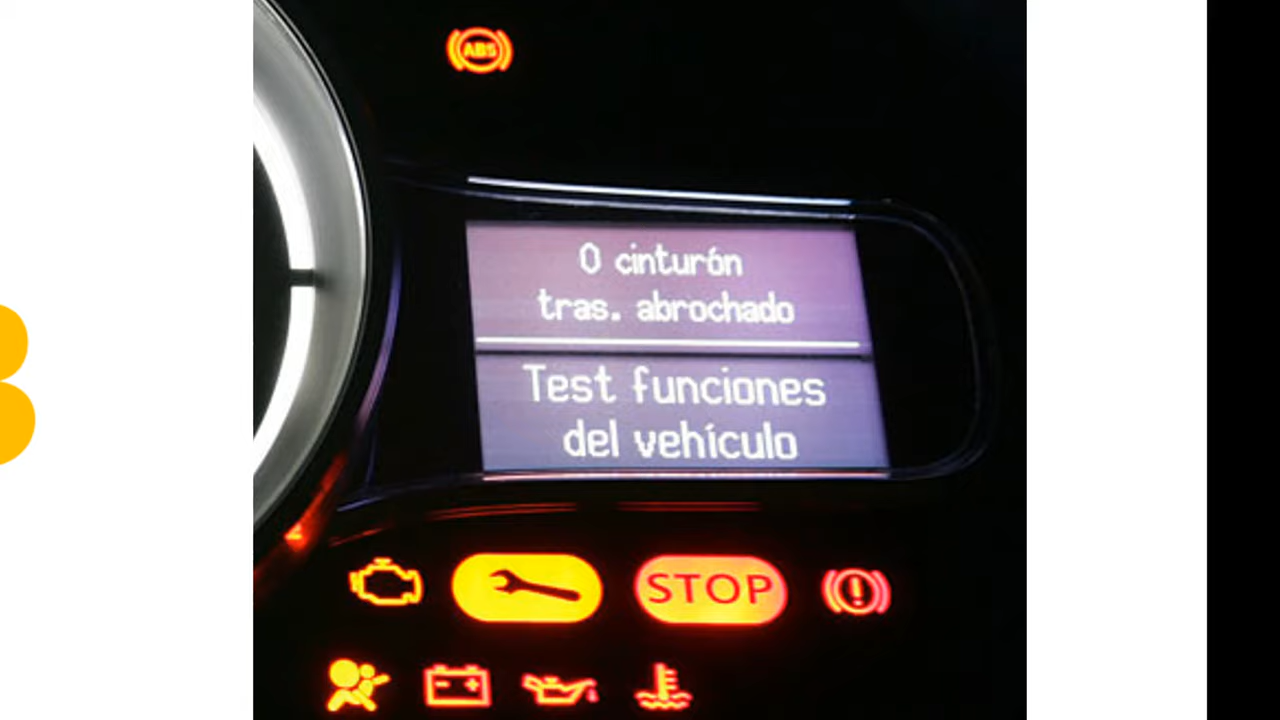 ABS
0 cinturón
tras. abrochado
Test funciones
del vehículo
STOP